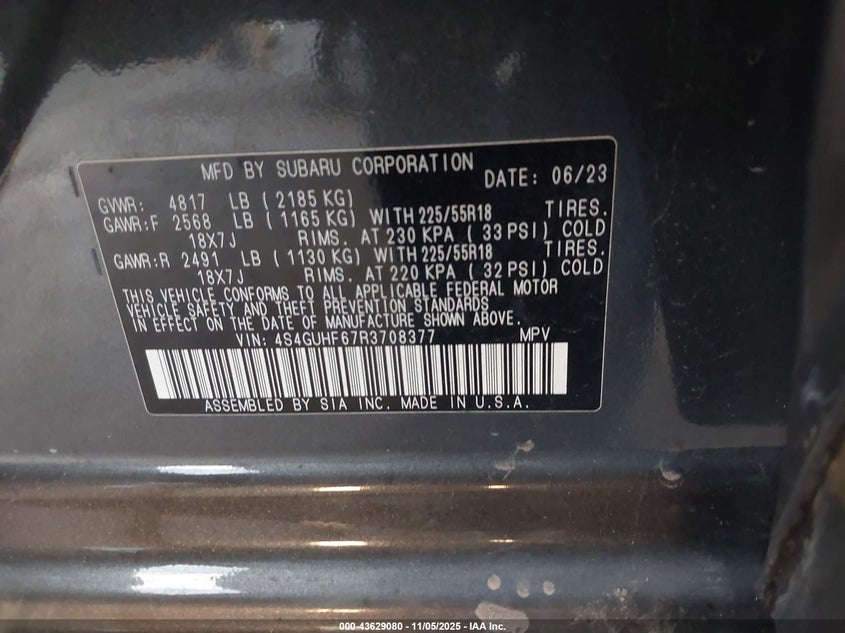 MFD BY SUBARU CORPORATION DATE: 06/23
GVWR: 4817 LB ( 2185 KG)
GAWR:F 2568 LB ( 1165 KG) WITH 225/55R18 TIRES.
18X7J RIMS. AT 230 KPA ( 33 PSI) COLD
GAWR:R 2491 LB ( 1130 KG) WITH 225/55R18 TIRES.
18X7J RIMS. AT 220 KPA ( 32 PSI) COLD
THIS VEHICLE CONFORMS TO ALL APPLICABLE FEDERAL MOTOR
VEHICLE SAFETY AND THEFT PREVENTION STANDARDS
IN EFFECT ON THE DATE OF MANUFACTURE SHOWN ABOVE.
VIN: 4S4GUHF67R3708377 MPV
ASSEMBLED BY SIA INC. MADE IN U.S.A.
000-43629080 - 11/05/2025 - IAA Inc.